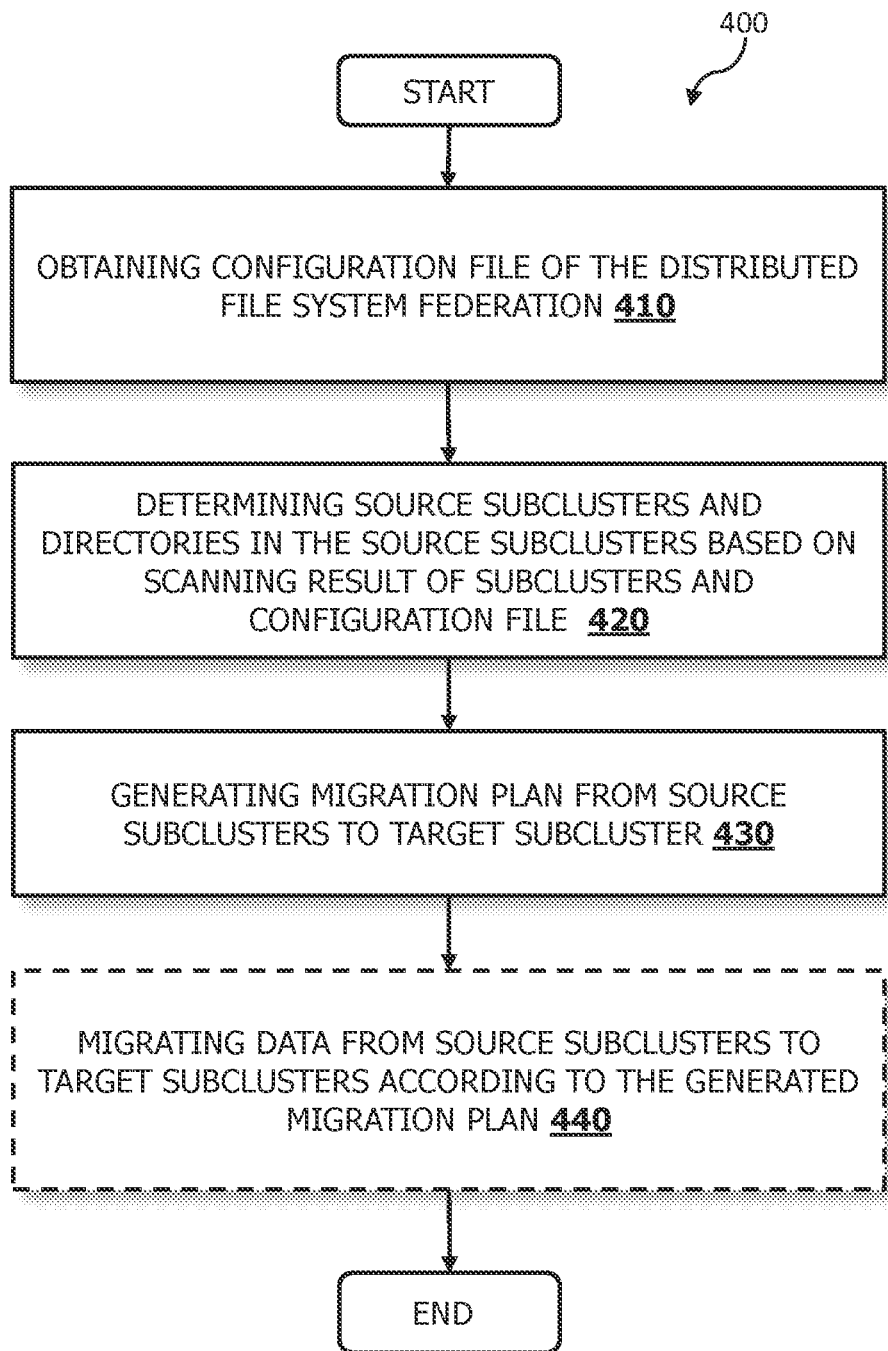 400
START
OBTAINING CONFIGURATION FILE OF THE DISTRIBUTED
FILE SYSTEM FEDERATION 410
DETERMINING SOURCE SUBCLUSTERS AND
DIRECTORIES IN THE SOURCE SUBCLUSTERS BASED ON
SCANNING RESULT OF SUBCLUSTERS AND
CONFIGURATION FILE 420
GENERATING MIGRATION PLAN FROM SOURCE
SUBCLUSTERS TO TARGET SUBCLUSTER 430
MIGRATING DATA FROM SOURCE SUBCLUSTERS TO
TARGET SUBCLUSTERS ACCORDING TO THE GENERATED
MIGRATION PLAN 440
END